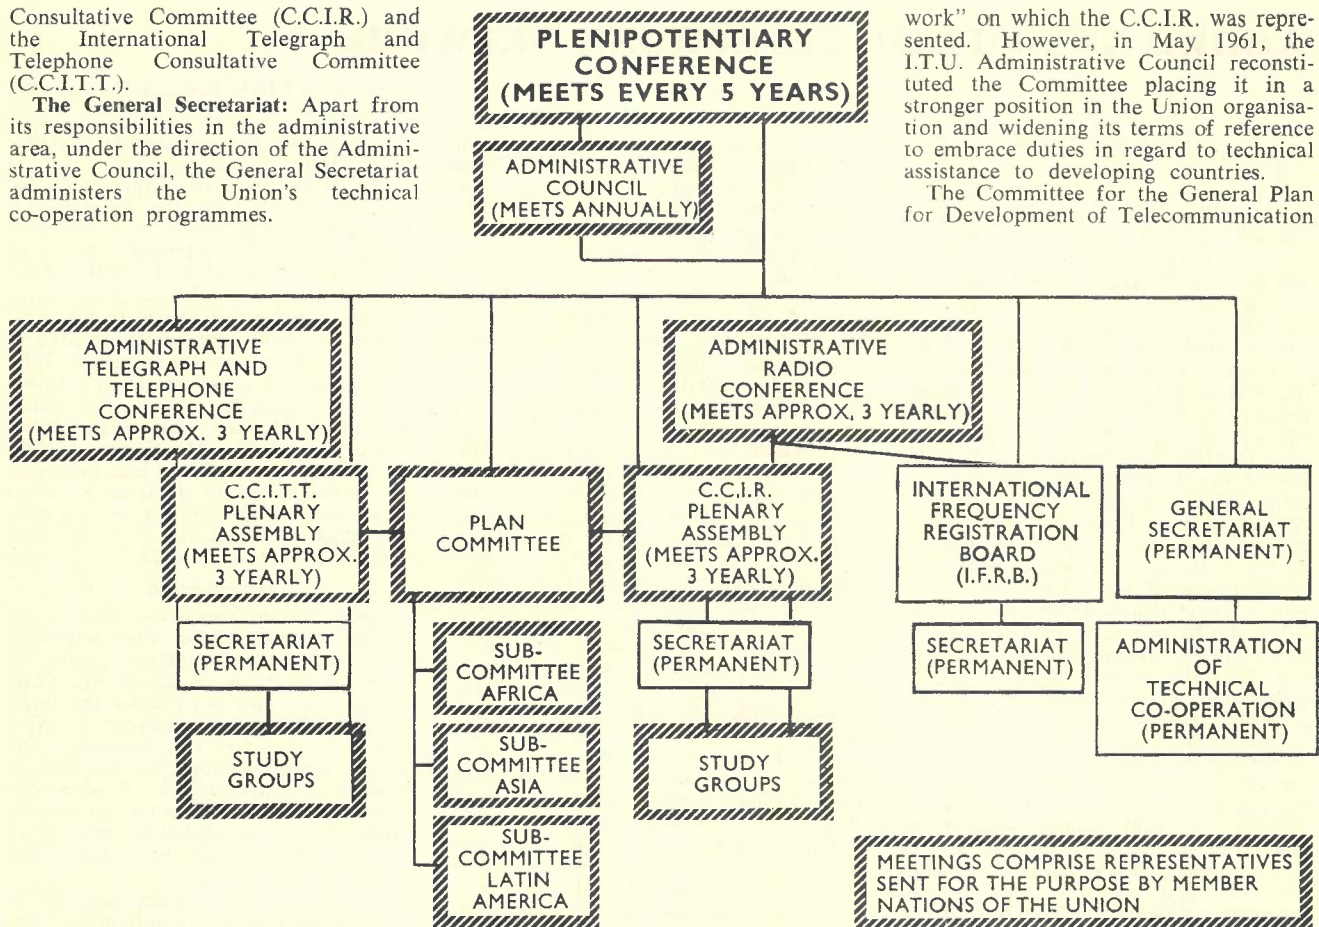 Consultative Committee (C.C.I.R.) and
the International Telegraph and
Telephone Consultative Committee
(C.C.I.T.T.).
The General Secretariat: Apart from
its responsibilities in the administrative
area, under the direction of the Admini-
strative Council, the General Secretariat
administers the Union's technical
co-operation programmes.
work" on which the C.C.I.R. was repre-
sented. However, in May 1961, the
I.T.U. Administrative Council reconsti-
tuted the Committee placing it in a
stronger position in the Union organisa-
tion and widening its terms of reference
to embrace duties in regard to technical
assistance to developing countries.
The Committee for the General Plan
for Development of Telecommunication
PLENIPOTENTIARY
CONFERENCE
(MEETS EVERY 5 YEARS)
ADMINISTRATIVE
COUNCIL
(MEETS ANNUALLY)
ADMINISTRATIVE
TELEGRAPH AND
TELEPHONE
CONFERENCE
(MEETS APPROX. 3 YEARLY)
ADMINISTRATIVE
RADIO
CONFERENCE
(MEETS APPROX. 3 YEARLY)
C.C.I.T.T.
PLENARY
ASSEMBLY
(MEETS APPROX.
3 YEARLY)
PLAN
COMMITTEE
C.C.I.R.
PLENARY
ASSEMBLY
(MEETS APPROX.
3 YEARLY)
INTERNATIONAL
FREQUENCY
REGISTRATION
BOARD
(I.F.R.B.)
GENERAL
SECRETARIAT
(PERMANENT)
SECRETARIAT
(PERMANENT)
SUB-
COMMITTEE
AFRICA
SECRETARIAT
(PERMANENT)
SECRETARIAT
(PERMANENT)
ADMINISTRATION
OF
TECHNICAL
CO-OPERATION
(PERMANENT)
STUDY
GROUPS
SUB-
COMMITTEE
ASIA
STUDY
GROUPS
SUB-
COMMITTEE
LATIN
AMERICA
MEETINGS COMPRISE REPRESENTATIVES
SENT FOR THE PURPOSE BY MEMBER
NATIONS OF THE UNION